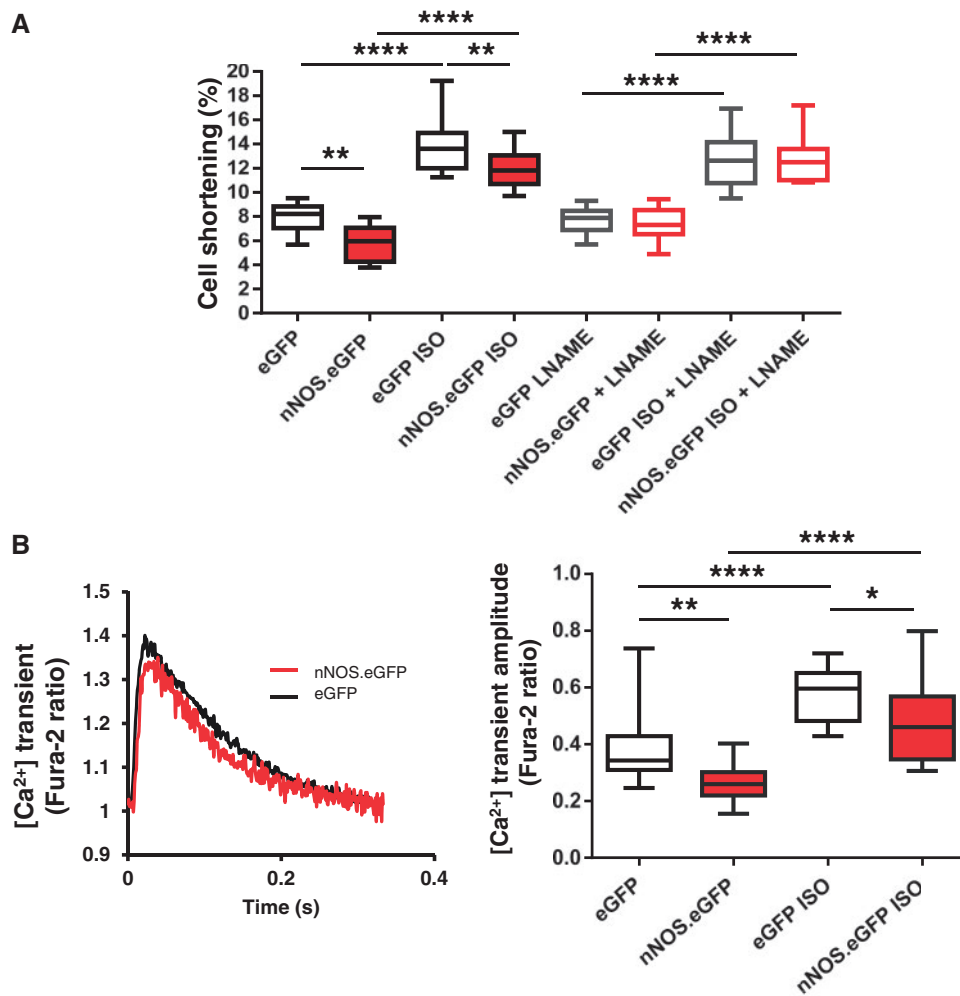 A
****
****
**
****
****
**
Cell shortening (%)
20
18
16
14
12
10
8
6
4
2
0
eGFP
nNOS.eGFP
eGFP ISO
nNOS.eGFP ISO
eGFP LNAME
nNOS.eGFP + LNAME
eGFP ISO + LNAME
nNOS.eGFP ISO + LNAME
B
[Ca²⁺] transient
(Fura-2 ratio)
1.5
1.4
1.3
1.2
1.1
1
0.9
0
0.2
0.4
Time (s)
nNOS.eGFP
eGFP
****
****
**
*
[Ca²⁺] transient amplitude
(Fura-2 ratio)
1.0
0.8
0.6
0.4
0.2
0.0
eGFP
nNOS.eGFP
eGFP ISO
nNOS.eGFP ISO